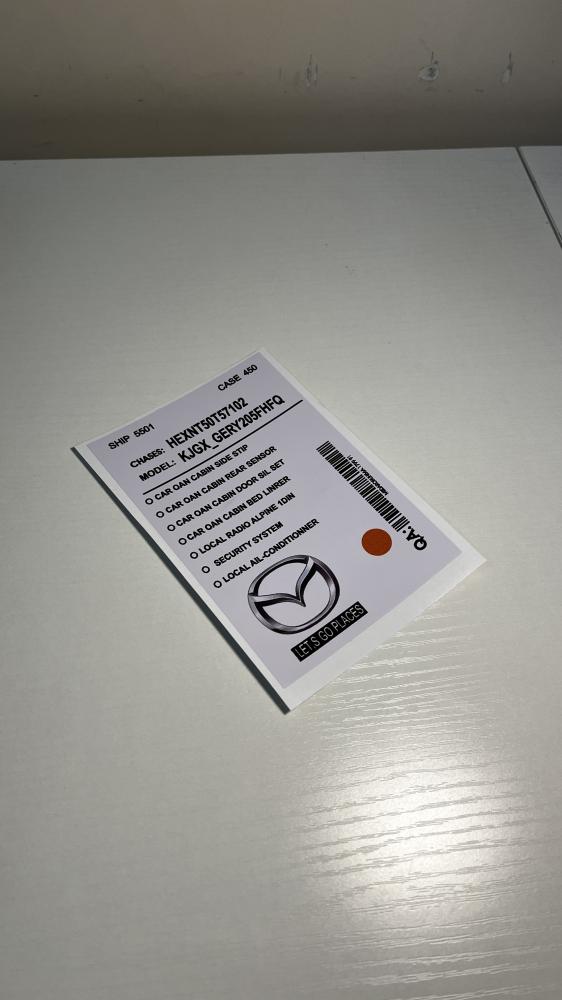 SHIP 5501
CASE 450
CHASES: HEXNT50T57102
MODEL: KJGX_GERY205FHFQ
CAR OAN CABIN SIDE STIP
CAR OAN CABIN REAR SENSOR
CAR OAN CABIN DOOR SIL SET
CAR OAN CABIN BED LINRER
LOCAL RADIO ALPINE 1DIN
SECURITY SYSTEM
LOCAL AIL-CONDITIONNER
QA:
LET,S GO PLACES